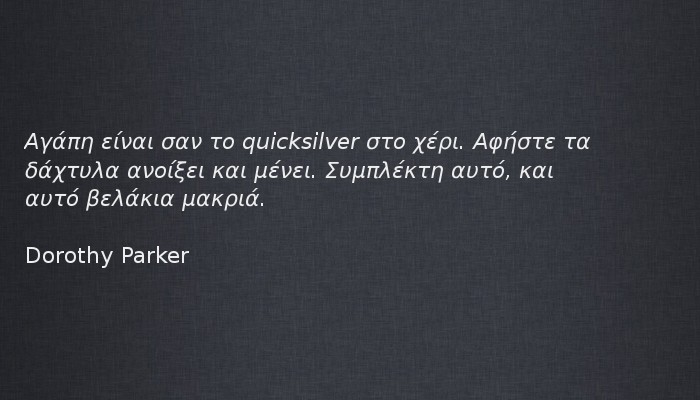 Αγάπη είναι σαν το quicksilver στο χέρι. Αφήστε τα
δάχτυλα ανοίξει και μένει. Συμπλέκτη αυτό, και
αυτό βελάκια μακριά.
Dorothy Parker